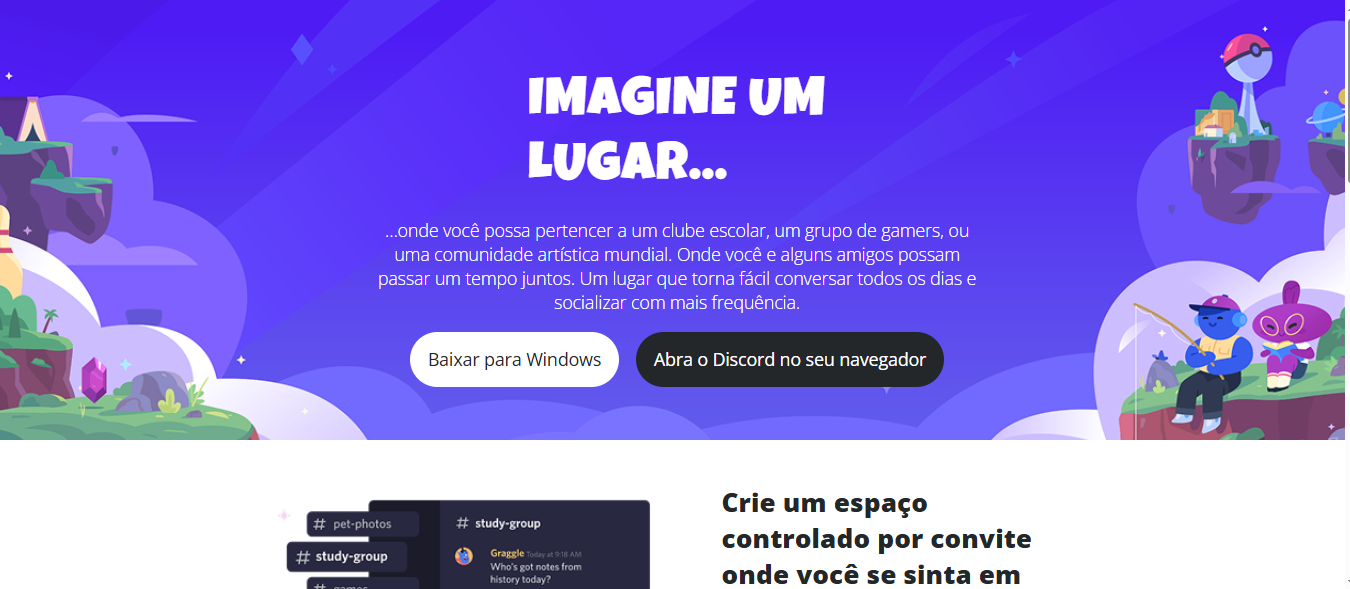 IMAGINE UM
LUGAR...
...onde você possa pertencer a um clube escolar, um grupo de gamers, ou
uma comunidade artística mundial. Onde você e alguns amigos possam
passar um tempo juntos. Um lugar que torna fácil conversar todos os dias e
socializar com mais frequência.
Baixar para Windows
Abra o Discord no seu navegador
# pet-photos
# study-group
# games
# study-group
Graggle Today at 9:18 AM
Who's got notes from
history today?
Crie um espaço
controlado por convite
onde você se sinta em